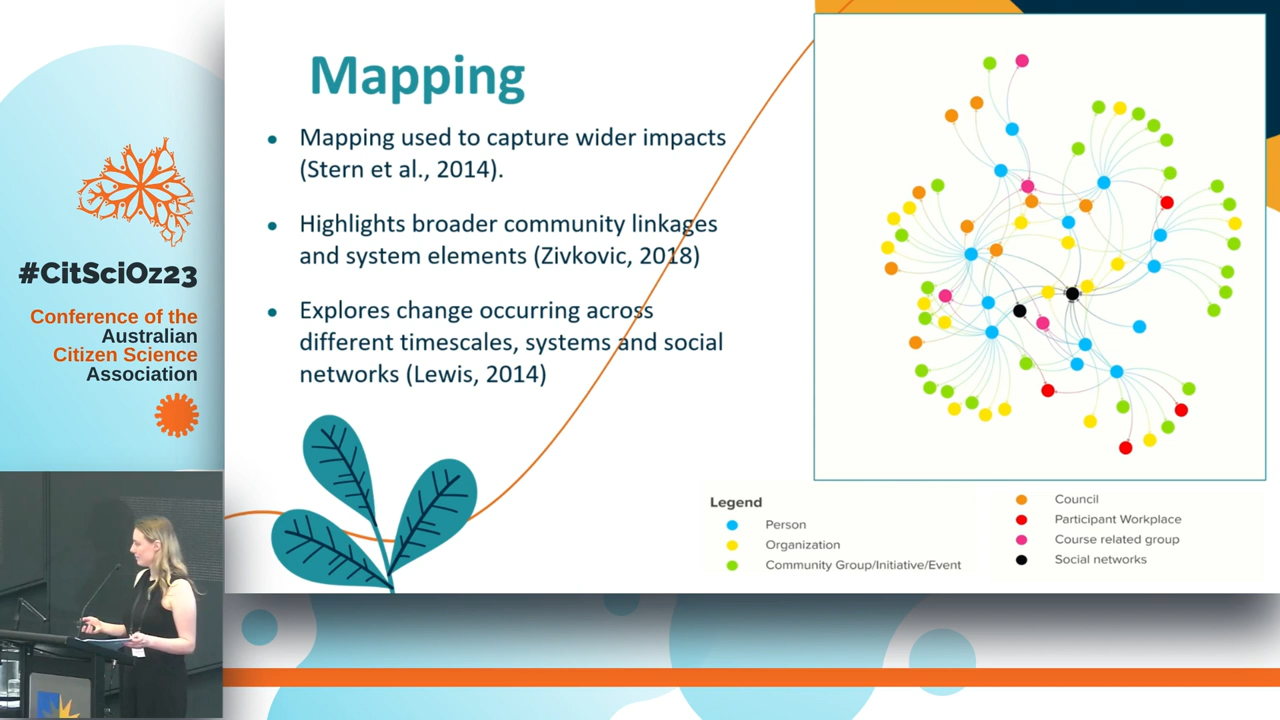 #CitSciOz23
Conference of the
Australian
Citizen Science
Association
Mapping
• Mapping used to capture wider impacts
(Stern et al., 2014).
• Highlights broader community linkages
and system elements (Zivkovic, 2018)
• Explores change occurring across
different timescales, systems and social
networks (Lewis, 2014)
Legend
Person
Organization
Community Group/Initiative/Event
Council
Participant Workplace
Course related group
Social networks